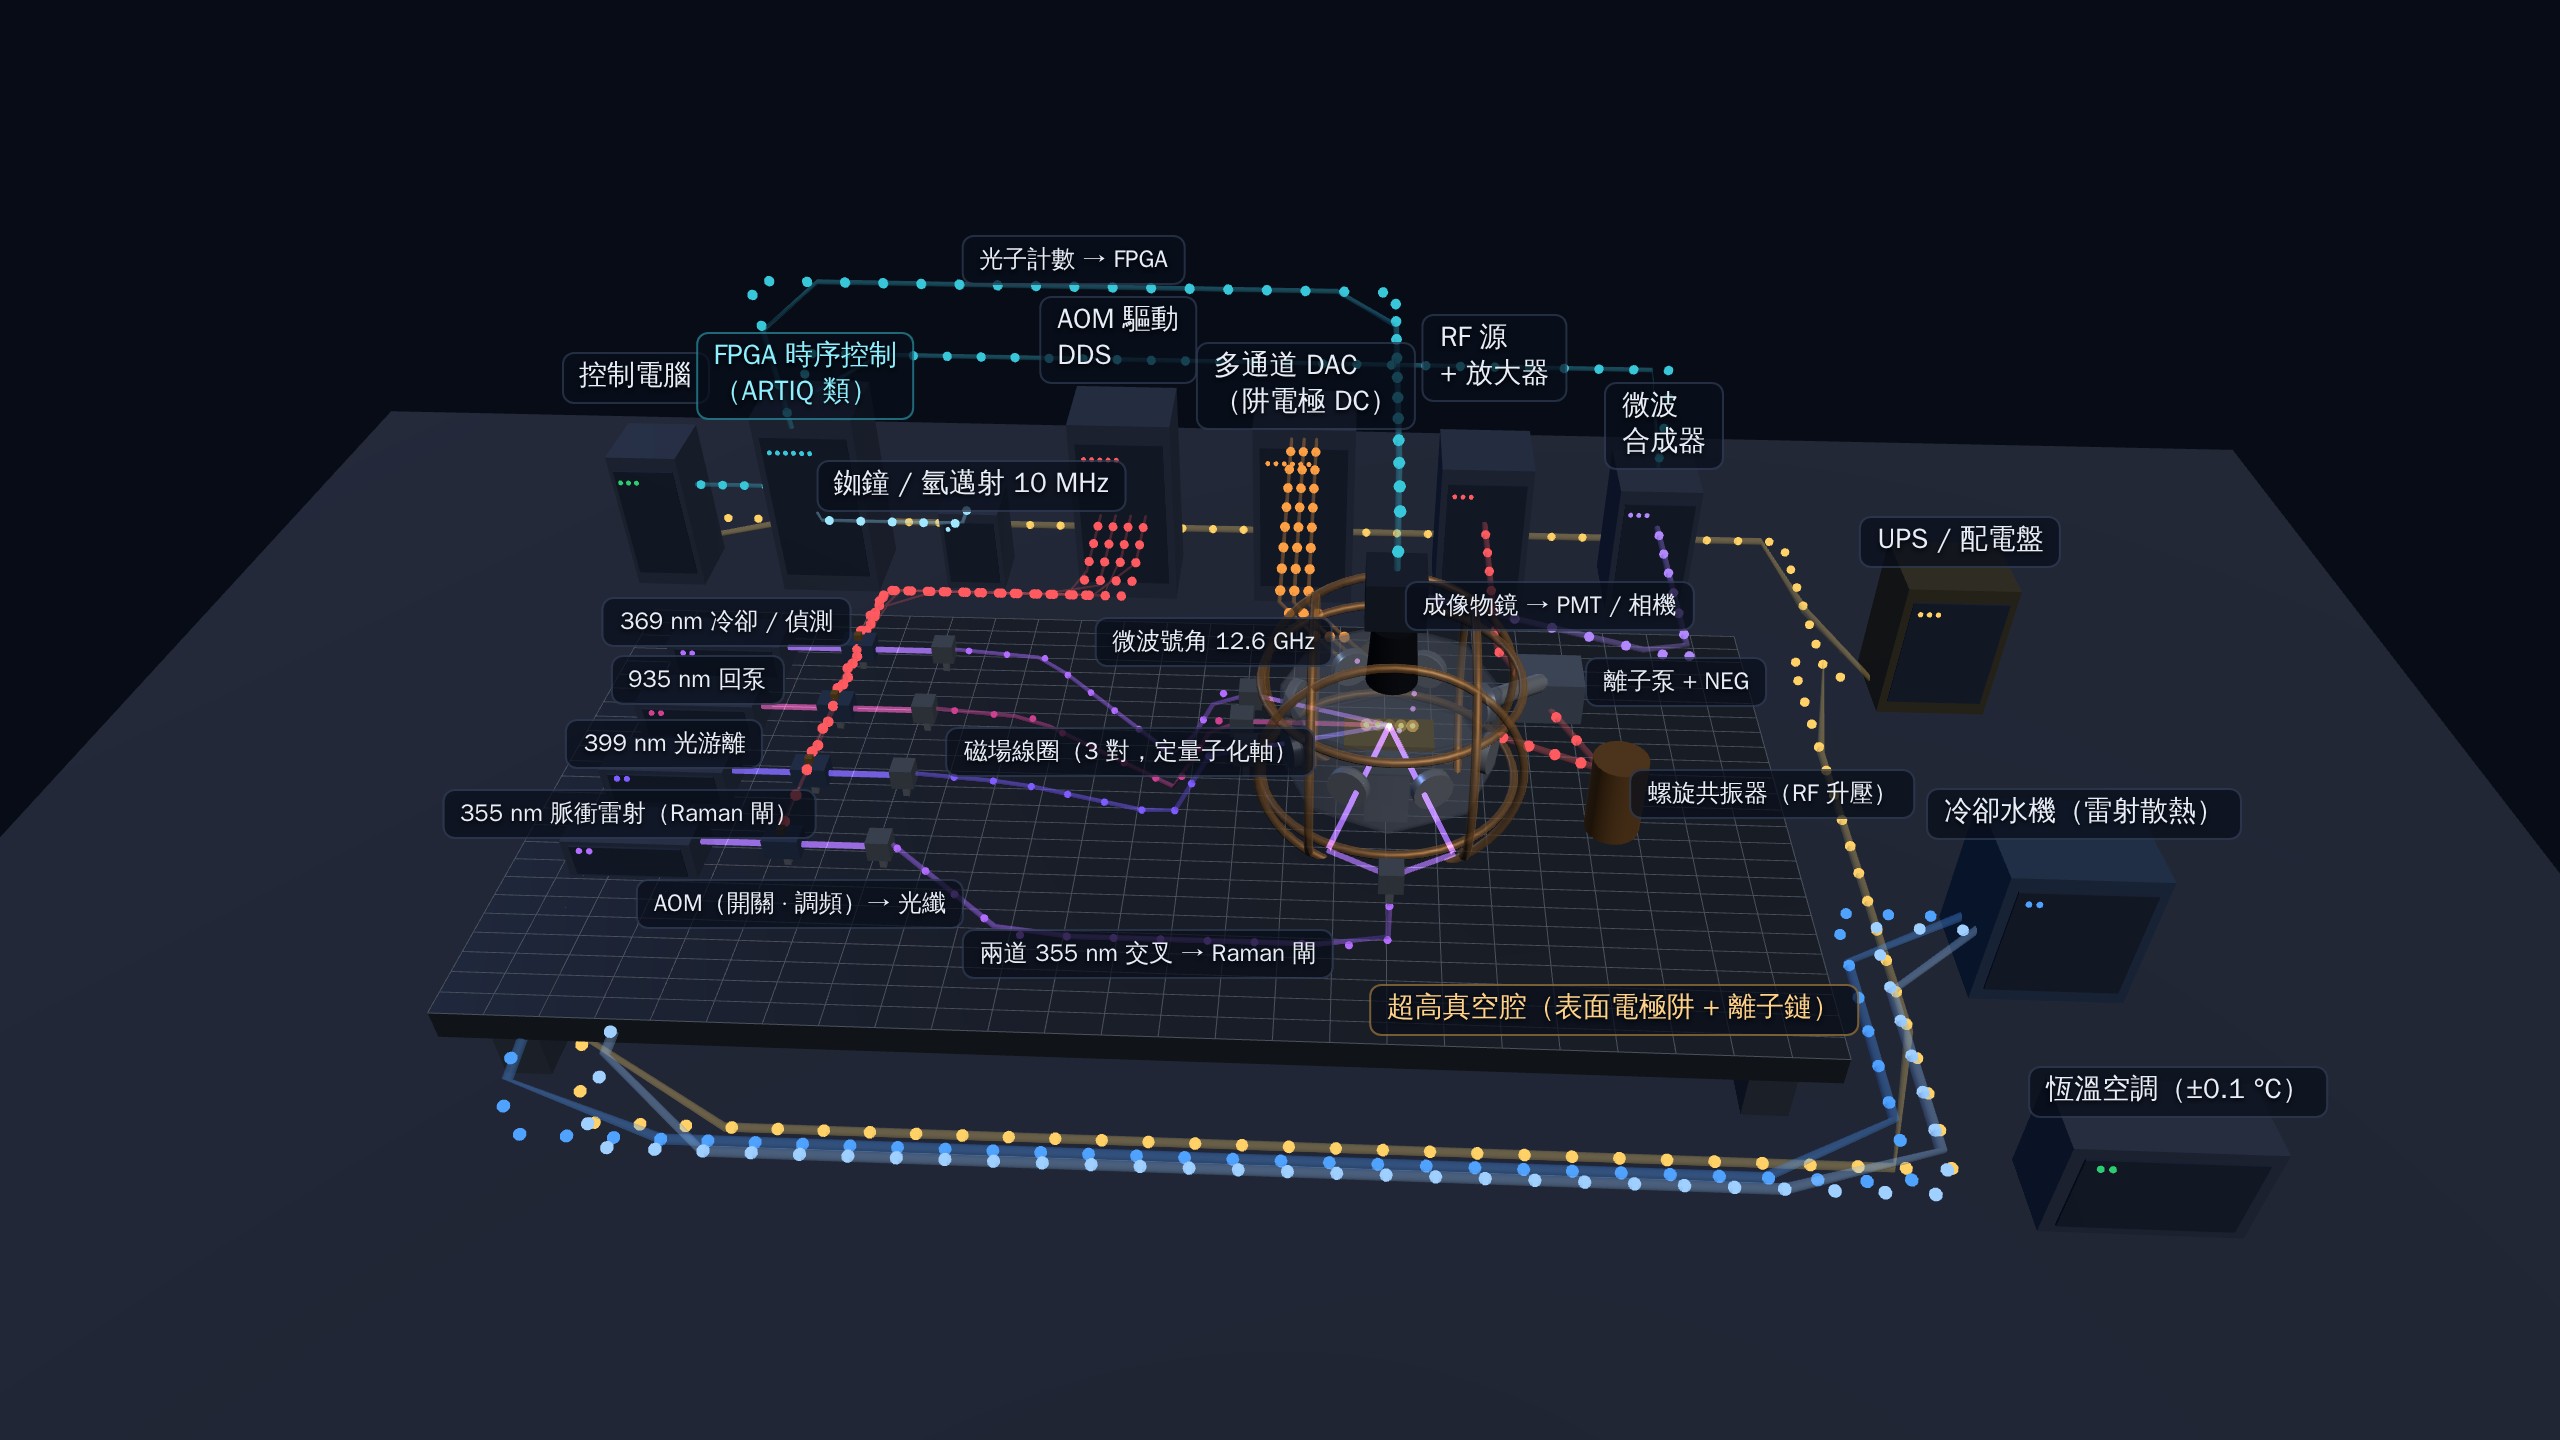 光子計數 → FPGA
AOM 驅動
DDS
RF 源
+ 放大器
控制電腦
FPGA 時序控制
（ARTIQ 類）
多通道 DAC
（阱電極 DC）
微波
合成器
銣鐘 / 氫邁射 10 MHz
UPS / 配電盤
369 nm 冷卻 / 偵測
成像物鏡 → PMT / 相機
微波號角 12.6 GHz
935 nm 回泵
離子泵 + NEG
399 nm 光游離
磁場線圈（3 對，定量子化軸）
355 nm 脈衝雷射（Raman 閘）
螺旋共振器（RF 升壓）
冷卻水機（雷射散熱）
AOM（開關 · 調頻）→ 光纖
兩道 355 nm 交叉 → Raman 閘
超高真空腔（表面電極阱 + 離子鏈）
恆溫空調（±0.1 °C）